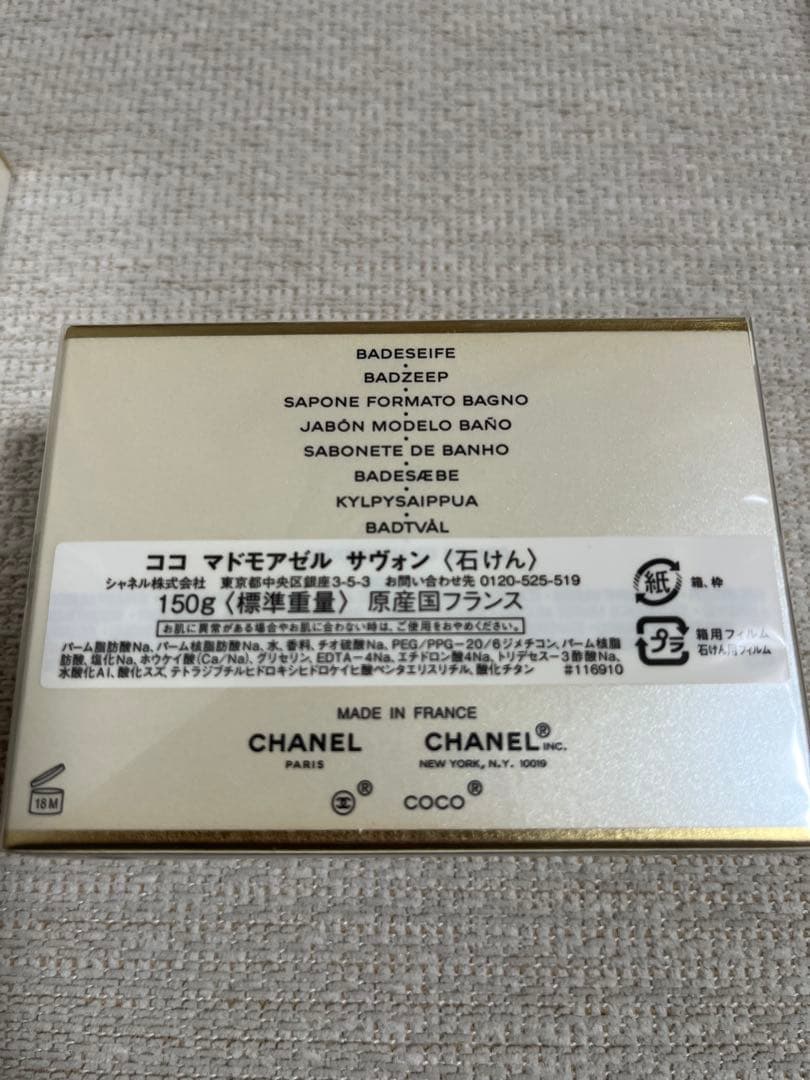 BADESEIFE
BADZEEP
SAPONE FORMATO BAGNO
JABÓN MODELO BAÑO
SABONETE DE BANHO
BADESÆBE
KYLPYSAIPPUA
BADTVÅL
ココ マドモアゼル サヴォン〈石けん〉
シャネル株式会社 東京都中央区銀座3-5-3 お問い合わせ先 0120-525-519
150g〈標準重量〉 原産国フランス
お肌に異常がある場合やお肌に合わない時は、ご使用をおやめください。
パーム脂肪酸Na、パーム核脂肪酸Na、水、香料、チオ硫酸Na、PEG/PPG-20/6ジメチコン、パーム核脂
肪酸、塩化Na、ホウケイ酸(Ca/Na)、グリセリン、EDTA-4Na、エチドロン酸4Na、トリデセス-3酢酸Na、
水酸化Al、酸化スズ、テトラジブチルヒドロキシヒドロケイヒ酸ペンタエリスリチル、酸化チタン #116910
紙 箱、枠
プラ 箱用フィルム
石けん用フィルム
MADE IN FRANCE
CHANEL CHANEL® INC.
PARIS NEW YORK, N.Y. 10019
18 M
® COCO®